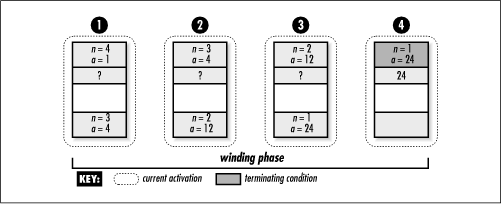 1 2 3 4
n = 4 n = 3 n = 2 n = 1
a = 1 a = 4 a = 12 a = 24
? ? ? 24
n = 3 n = 2 n = 1
a = 4 a = 12 a = 24
winding phase
KEY: current activation terminating condition